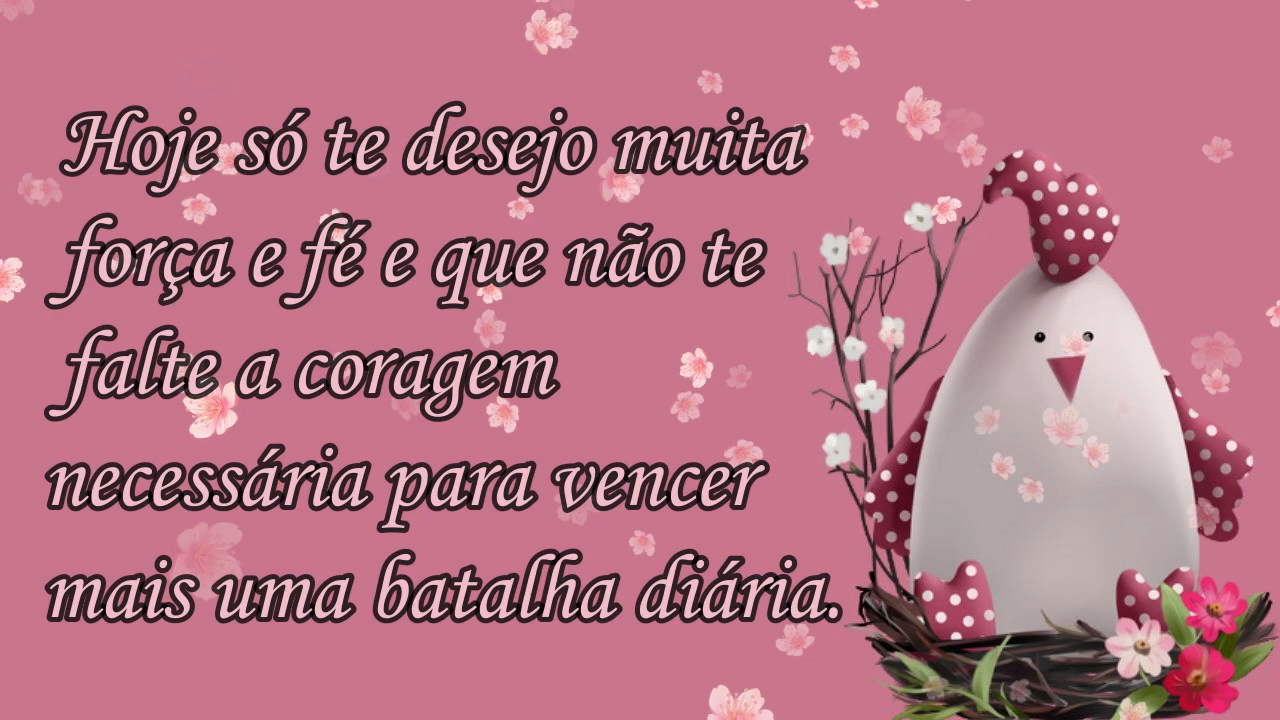 Hoje só te desejo muita
força e fé e que não te
falte a coragem
necessária para vencer
mais uma batalha diária.